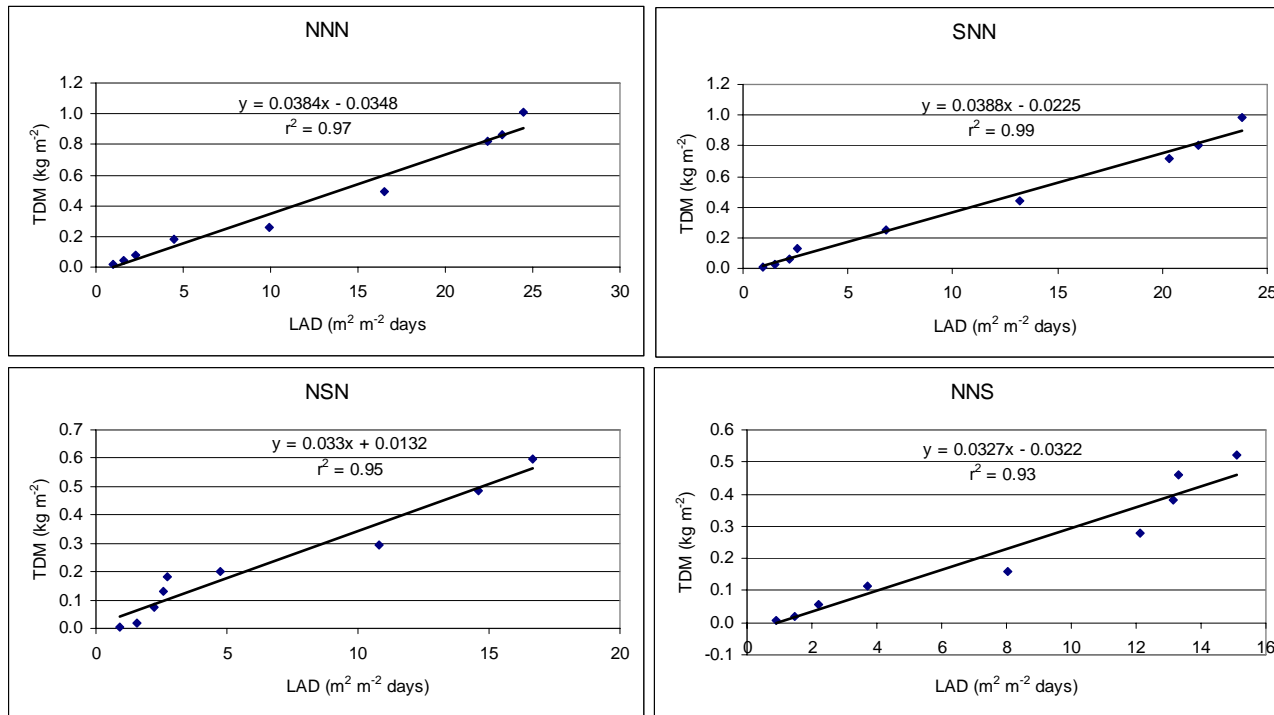 NNN
y = 0.0384x - 0.0348
r² = 0.97
TDM (kg m⁻²)
1.2
1.0
0.8
0.6
0.4
0.2
0.0
0 5 10 15 20 25 30
LAD (m² m⁻² days
SNN
y = 0.0388x - 0.0225
r² = 0.99
TDM (kg m⁻²)
1.2
1.0
0.8
0.6
0.4
0.2
0.0
0 5 10 15 20 25
LAD (m² m⁻² days)
NSN
y = 0.033x + 0.0132
r² = 0.95
TDM (kg m⁻²)
0.7
0.6
0.5
0.4
0.3
0.2
0.1
0.0
0 5 10 15 20
LAD (m² m⁻² days)
NNS
y = 0.0327x - 0.0322
r² = 0.93
TDM (kg m⁻²)
0.6
0.5
0.4
0.3
0.2
0.1
0.0
-0.1
0 2 4 6 8 10 12 14 16
LAD (m² m⁻² days)